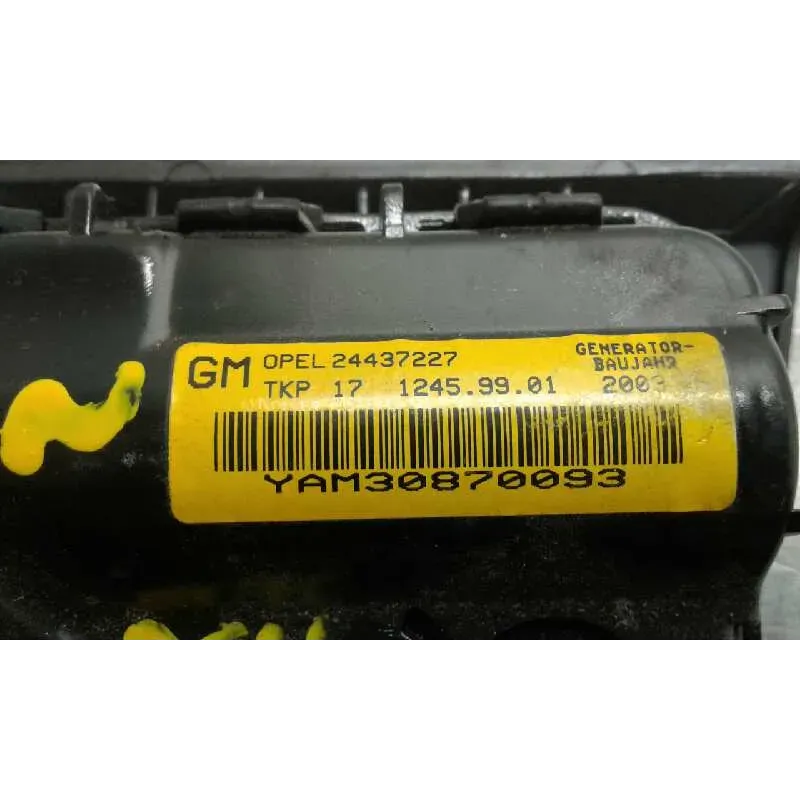 GM OPEL 24437227 GENERATOR-
BAUJAHR
TKP 17 1245.99.01 2003
YAM30870093